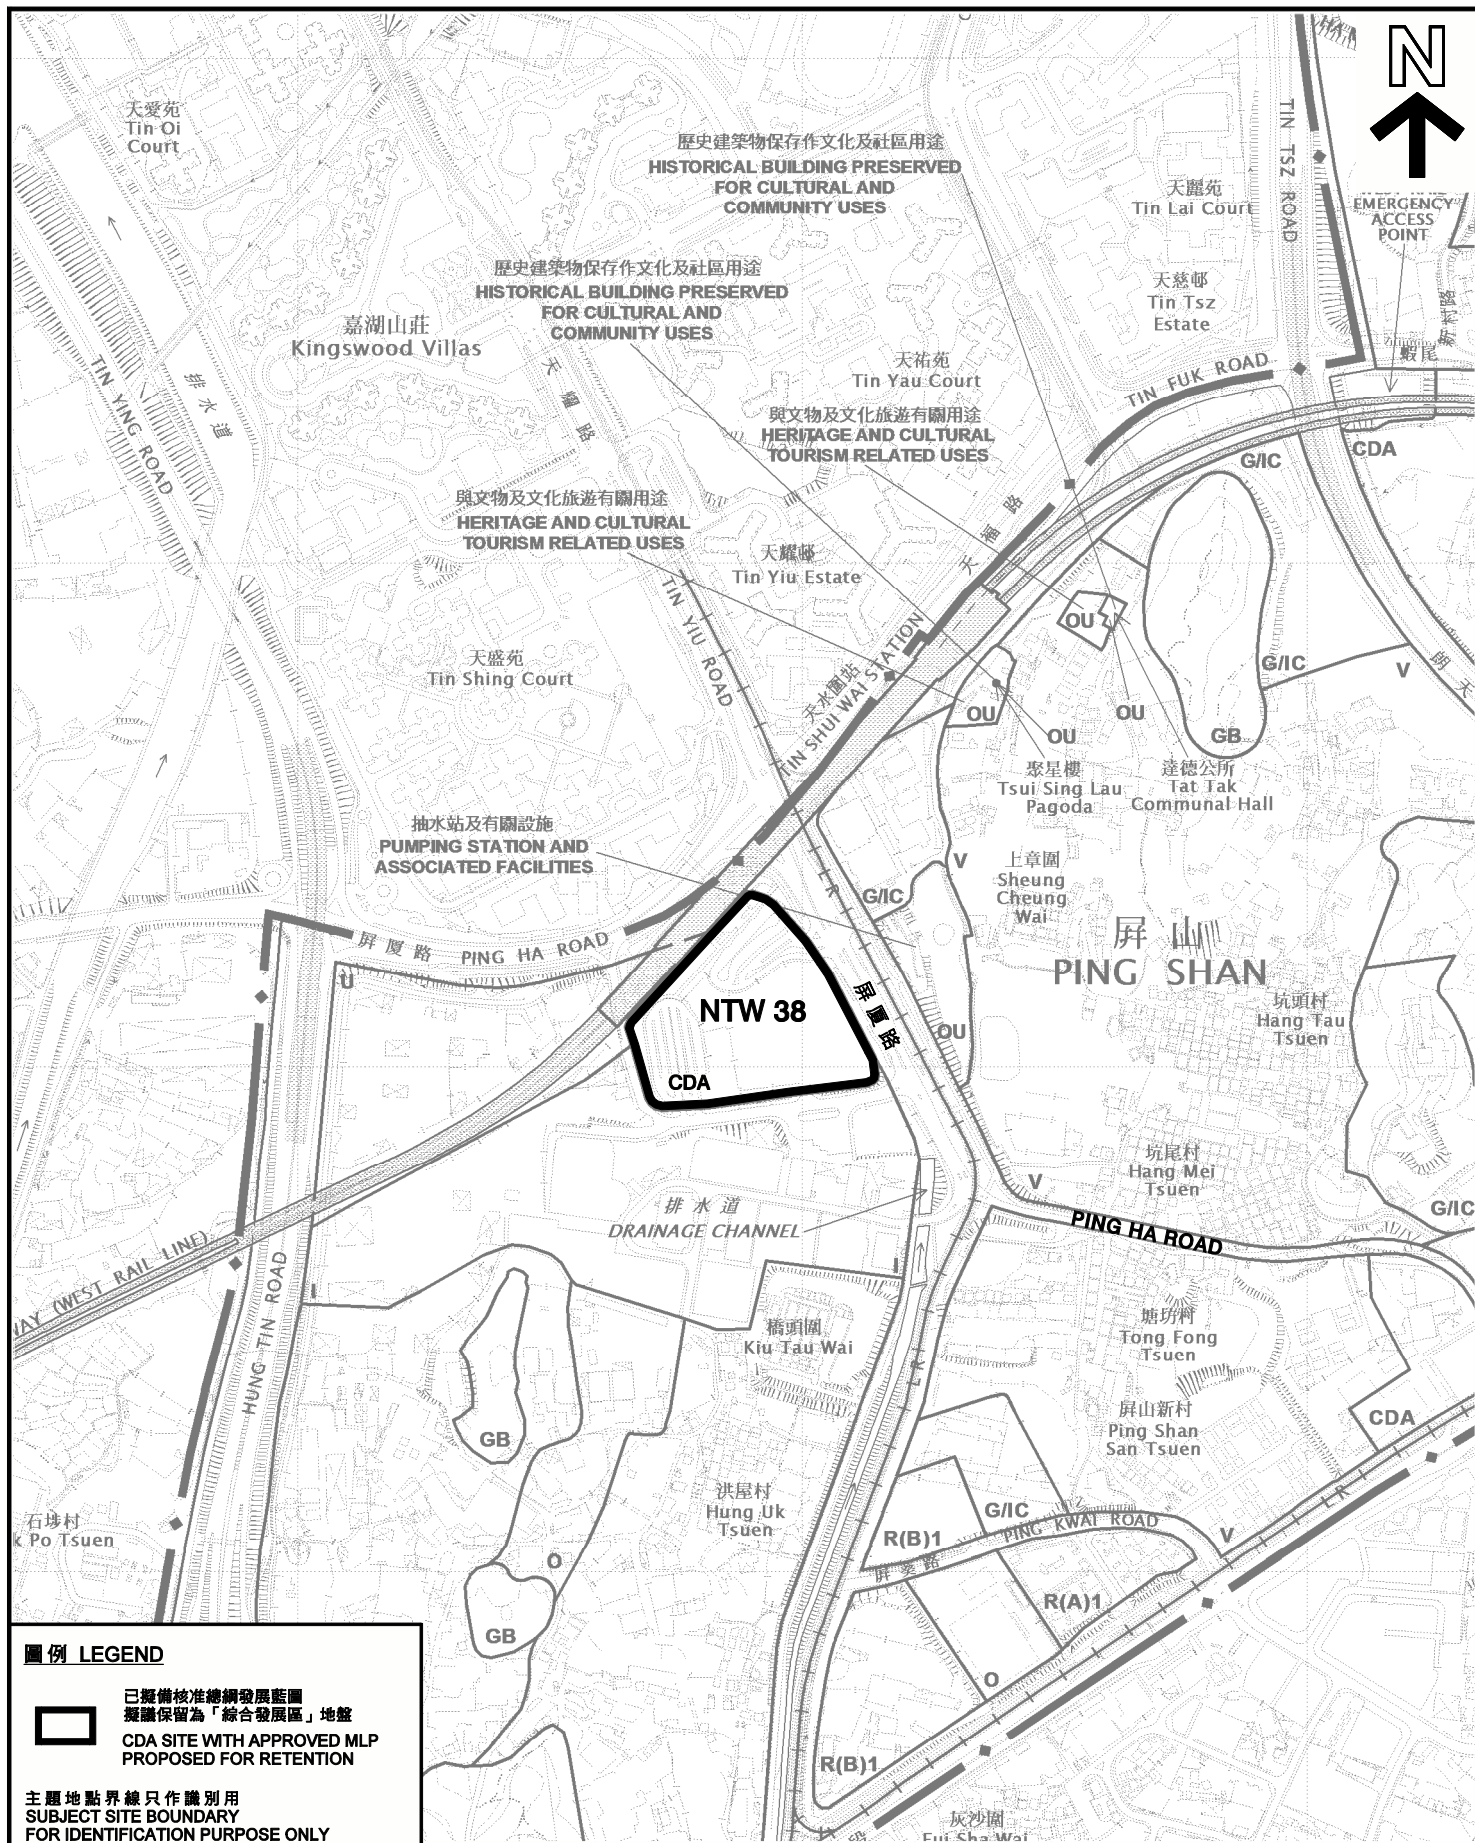 N
天愛苑
Tin Oi
Court
歷史建築物保存作文化及社區用途
HISTORICAL BUILDING PRESERVED
FOR CULTURAL AND
COMMUNITY USES
TIN TSZ ROAD
天麗苑
Tin Lai Court
EMERGENCY
ACCESS
POINT
歷史建築物保存作文化及社區用途
HISTORICAL BUILDING PRESERVED
FOR CULTURAL AND
COMMUNITY USES
天慈邨
Tin Tsz
Estate
新村路
蝦尾
嘉湖山莊
Kingswood Villas
天耀路
排水道
TIN YING ROAD
天祐苑
Tin Yau Court
TIN FUK ROAD
與文物及文化旅遊有關用途
HERITAGE AND CULTURAL
TOURISM RELATED USES
G/IC
CDA
與文物及文化旅遊有關用途
HERITAGE AND CULTURAL
TOURISM RELATED USES
天福路
天耀邨
Tin Yiu Estate
TIN YIU ROAD
OU
天盛苑
Tin Shing Court
天水圍站
TIN SHUI WAI STATION
G/IC
V
朗天
OU
OU
OU
GB
聚星樓
Tsui Sing Lau
Pagoda
達德公所
Tat Tak
Communal Hall
抽水站及有關設施
PUMPING STATION AND
ASSOCIATED FACILITIES
LR
G/IC
V
上章圍
Sheung
Cheung
Wai
屏山
PING SHAN
屏廈路 PING HA ROAD
U
NTW 38
CDA
屏廈路
OU
坑頭村
Hang Tau
Tsuen
坑尾村
Hang Mei
Tsuen
V
G/IC
排水道
DRAINAGE CHANNEL
PING HA ROAD
WAY (WEST RAIL LINE)
HUNG TIN ROAD
I
I
橋頭圍
Kiu Tau Wai
塘坊村
Tong Fong
Tsuen
LR
屏山新村
Ping Shan
San Tsuen
CDA
GB
洪屋村
Hung Uk
Tsuen
G/IC
R(B)1
屏葵路
PING KWAI ROAD
V
LR
石埗村
k Po Tsuen
O
R(A)1
GB
O
R(B)1
灰沙圍
Fui Sha Wai
圖例 LEGEND
已擬備核准總綱發展藍圖
擬議保留為「綜合發展區」地盤
CDA SITE WITH APPROVED MLP
PROPOSED FOR RETENTION
主題地點界線只作識別用
SUBJECT SITE BOUNDARY
FOR IDENTIFICATION PURPOSE ONLY